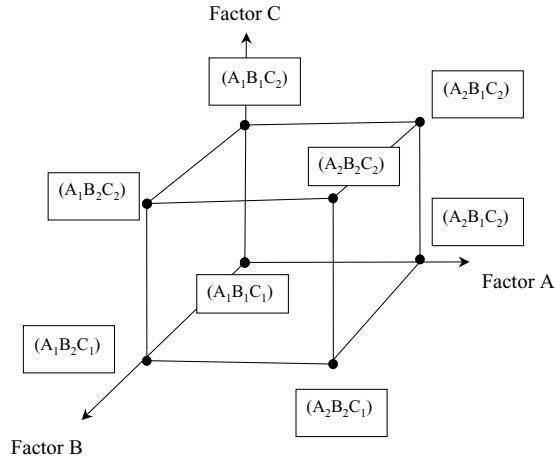 Factor C
(A₁B₁C₂)
(A₂B₁C₂)
(A₂B₂C₂)
(A₁B₂C₂)
(A₂B₁C₂)
Factor A
(A₁B₁C₁)
(A₁B₂C₁)
(A₂B₂C₁)
Factor B